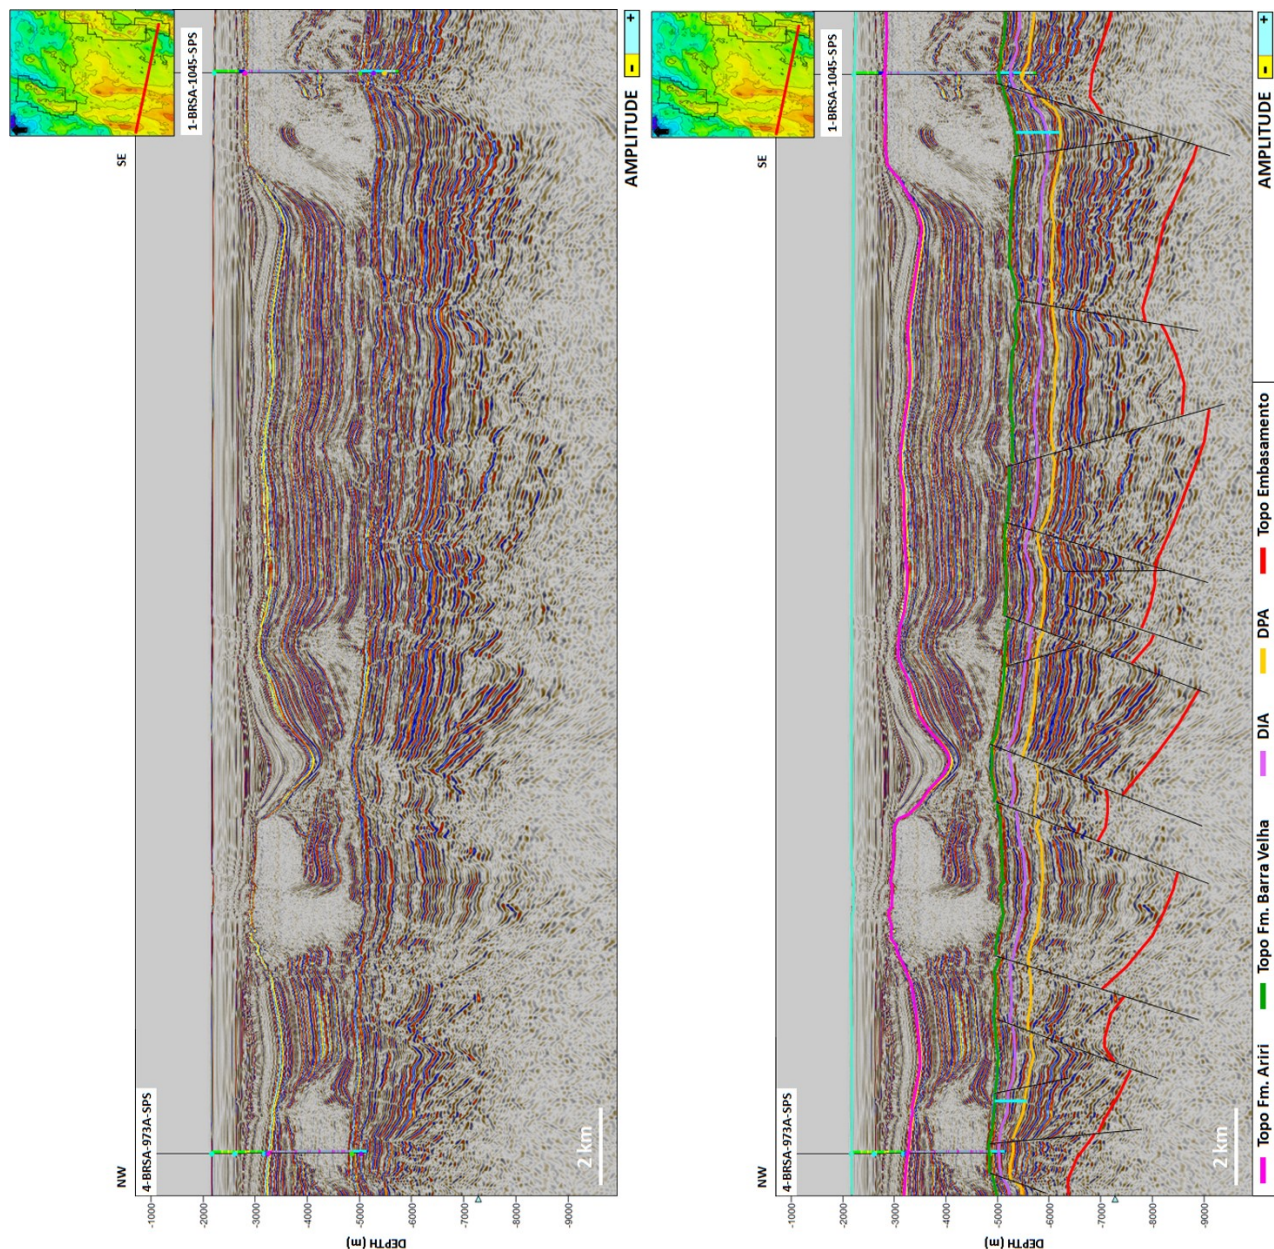 NW
SE
4-BRSA-973A-SPS
1-BRSA-1045-SPS
-1000
-2000
-3000
-4000
-5000
-6000
-7000
-8000
-9000
DEPTH (m)
2 km
AMPLITUDE
- +
NW
SE
4-BRSA-973A-SPS
1-BRSA-1045-SPS
-1000
-2000
-3000
-4000
-5000
-6000
-7000
-8000
-9000
DEPTH (m)
2 km
Topo Fm. Ariri Topo Fm. Barra Velha DIA DPA Topo Embasamento
AMPLITUDE
- +